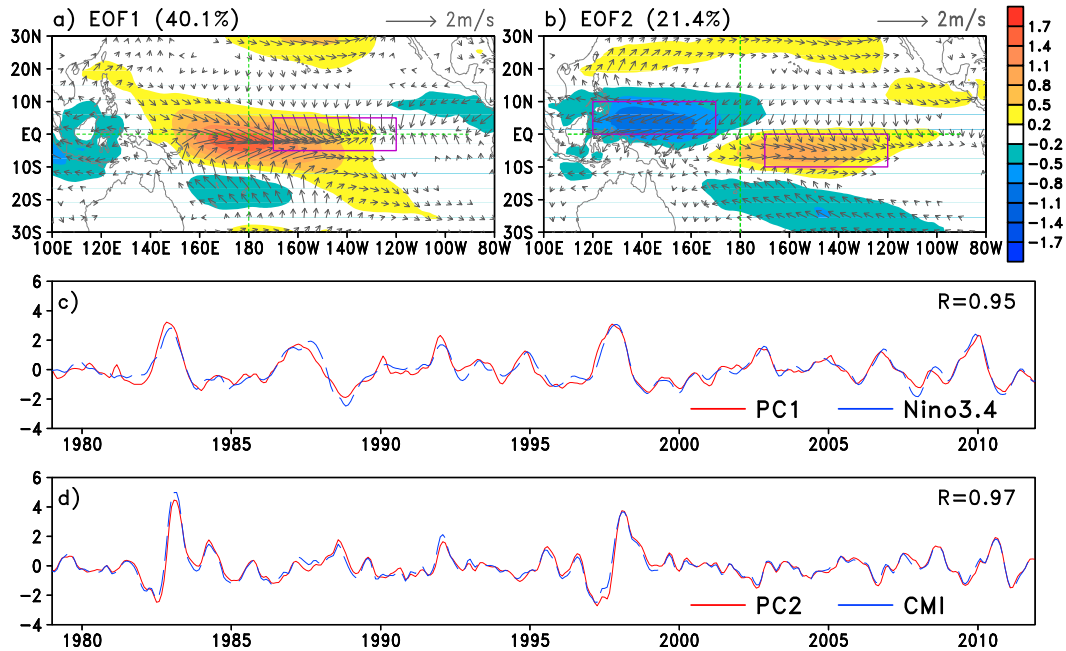 a) EOF1 (40.1%) 2m/s
30N
20N
10N
EQ
10S
20S
30S
100E 120E 140E 160E 180 160W 140W 120W 100W 80W
b) EOF2 (21.4%) 2m/s
30N
20N
10N
EQ
10S
20S
30S
100E 120E 140E 160E 180 160W 140W 120W 100W 80W
1.7
1.4
1.1
0.8
0.5
0.2
-0.2
-0.5
-0.8
-1.1
-1.4
-1.7
c) R=0.95
6
4
2
0
-2
-4
PC1 Nino3.4
1980 1985 1990 1995 2000 2005 2010
d) R=0.97
6
4
2
0
-2
-4
PC2 CMI
1980 1985 1990 1995 2000 2005 2010